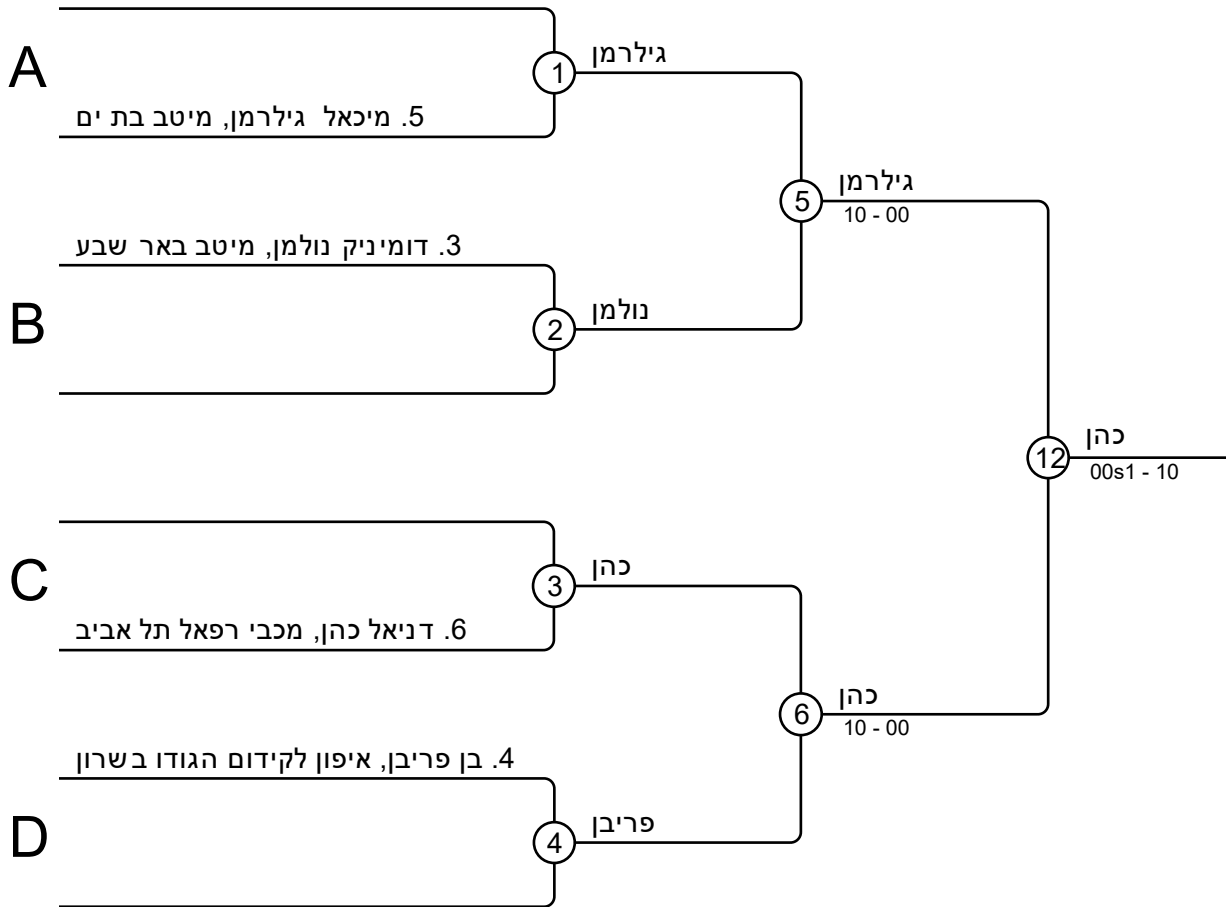 A
1
גילרמן
5. מיכאל גילרמן, מיטב בת ים
5
גילרמן
10 - 00
3. דומיניק נולמן, מיטב באר שבע
B
2
נולמן
12
כהן
00s1 - 10
C
3
כהן
6. דניאל כהן, מכבי רפאל תל אביב
6
כהן
10 - 00
4. בן פריבן, איפון לקידום הגודו בשרון
D
4
פריבן